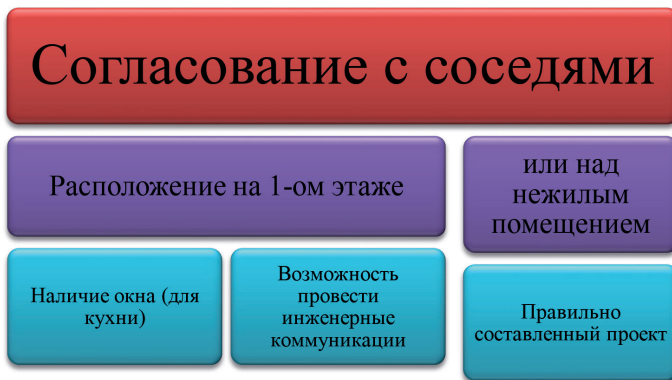 Согласование с соседями
Расположение на 1-ом этаже
или над
нежилым
помещением
Наличие окна (для
кухни)
Возможность
провести
инженерные
коммуникации
Правильно
составленный проект